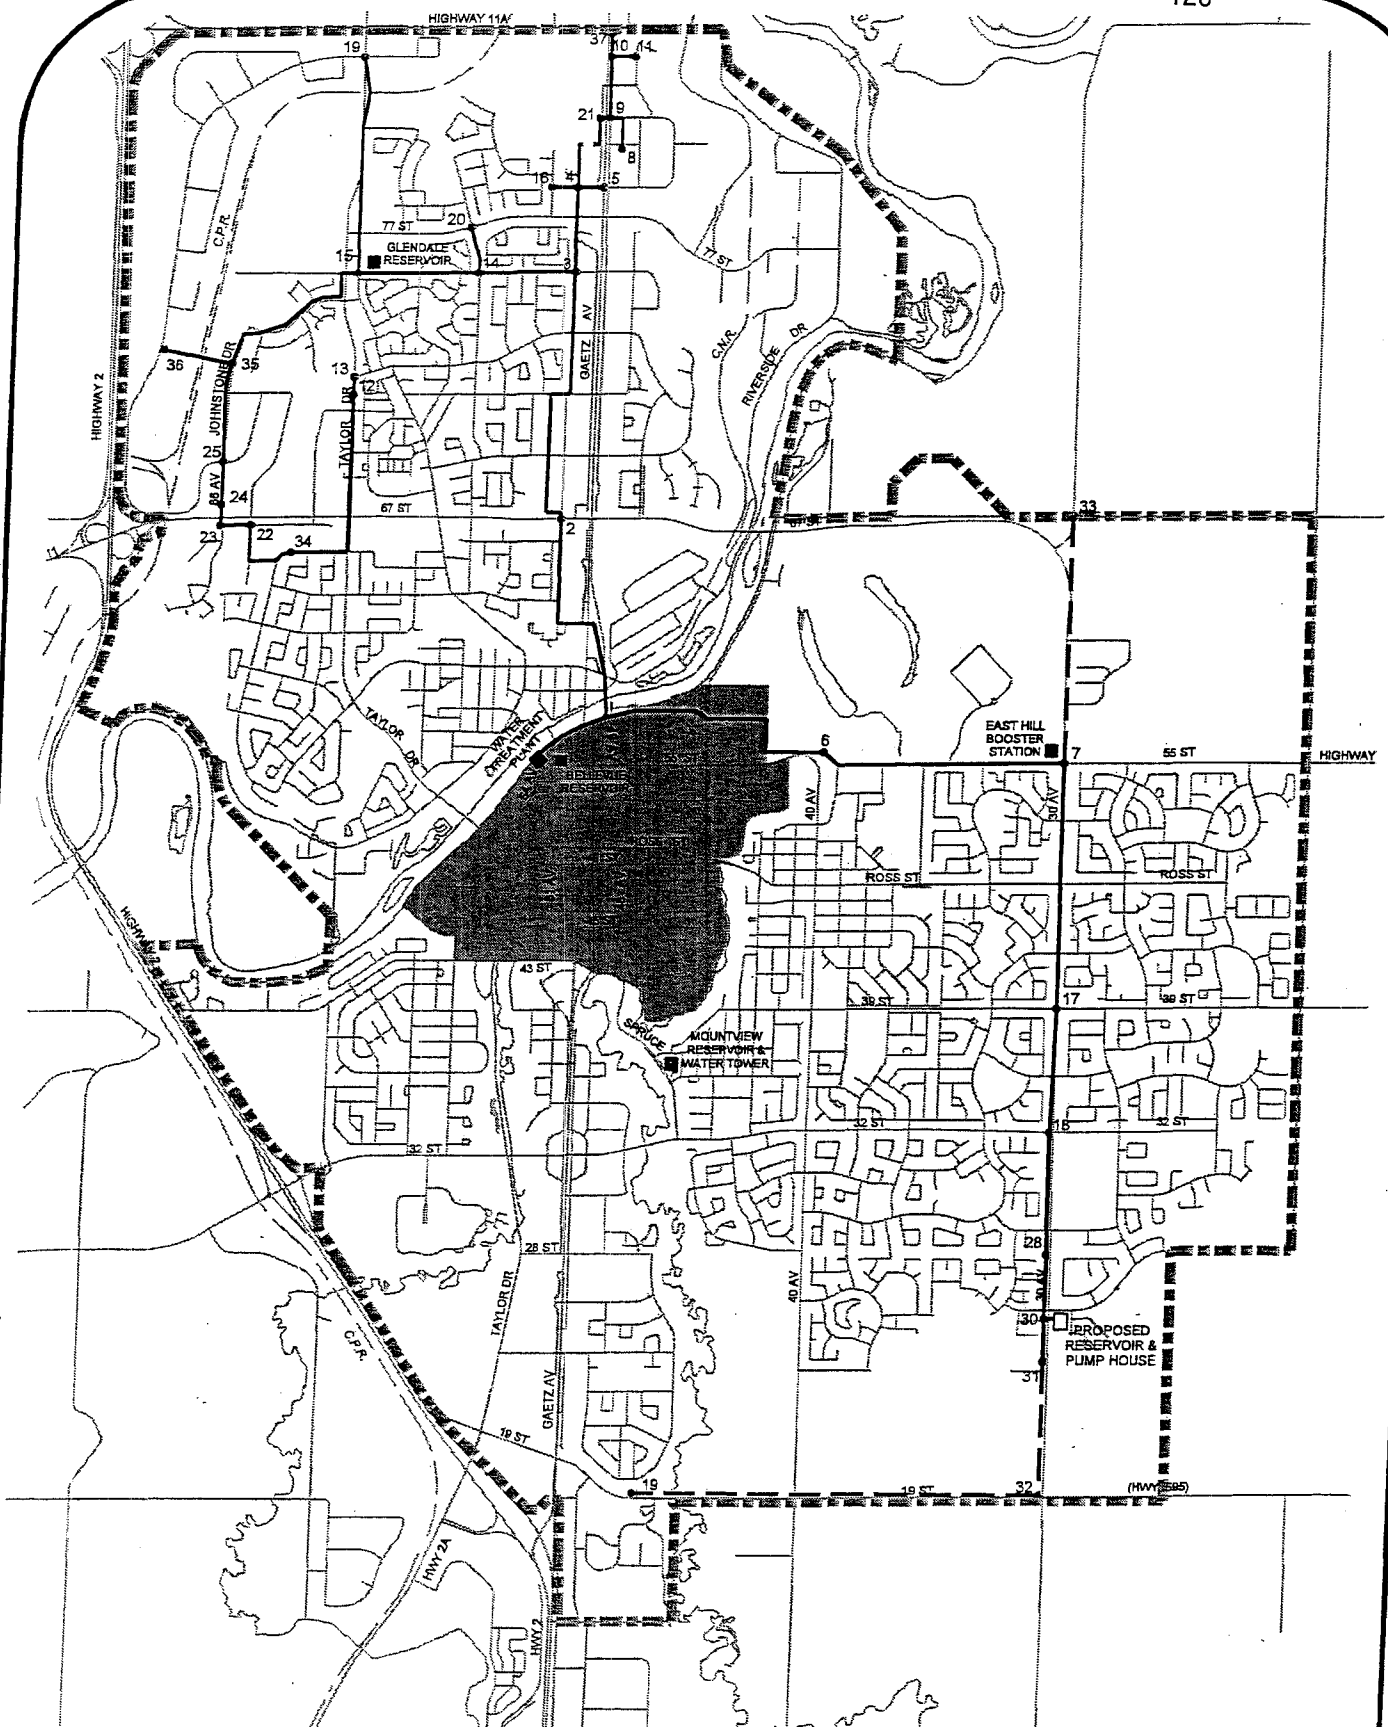 HIGHWAY 11A
19
37
10
21
9
8
16
4
5
C.P.R.
77 ST
20
GLENDALE
RESERVOIR
15
14
3
77 ST
GAETZ AV
C.N.R.
RIVERSIDE DR
HIGHWAY 2
36
JOHNSTONE DR
35
13
12
TAYLOR DR
25
24
67 ST
23
22
34
2
33
TAYLOR DR
WATER
TREATMENT
PLANT
BELLEVUE
RESERVOIR
6
EAST HILL
BOOSTER
STATION
7
55 ST
HIGHWAY
40 AV
30 AV
ROSS ST
ROSS ST
43 ST
39 ST
17
39 ST
SPRUCE
MOUNTVIEW
RESERVOIR &
WATER TOWER
32 ST
18
32 ST
32 ST
28 ST
28
TAYLOR DR
40 AV
30 AV
30
PROPOSED
RESERVOIR &
PUMP HOUSE
31
C.P.R.
GAETZ AV
19 ST
19
19 ST
32
HWY 2A
HWY 2